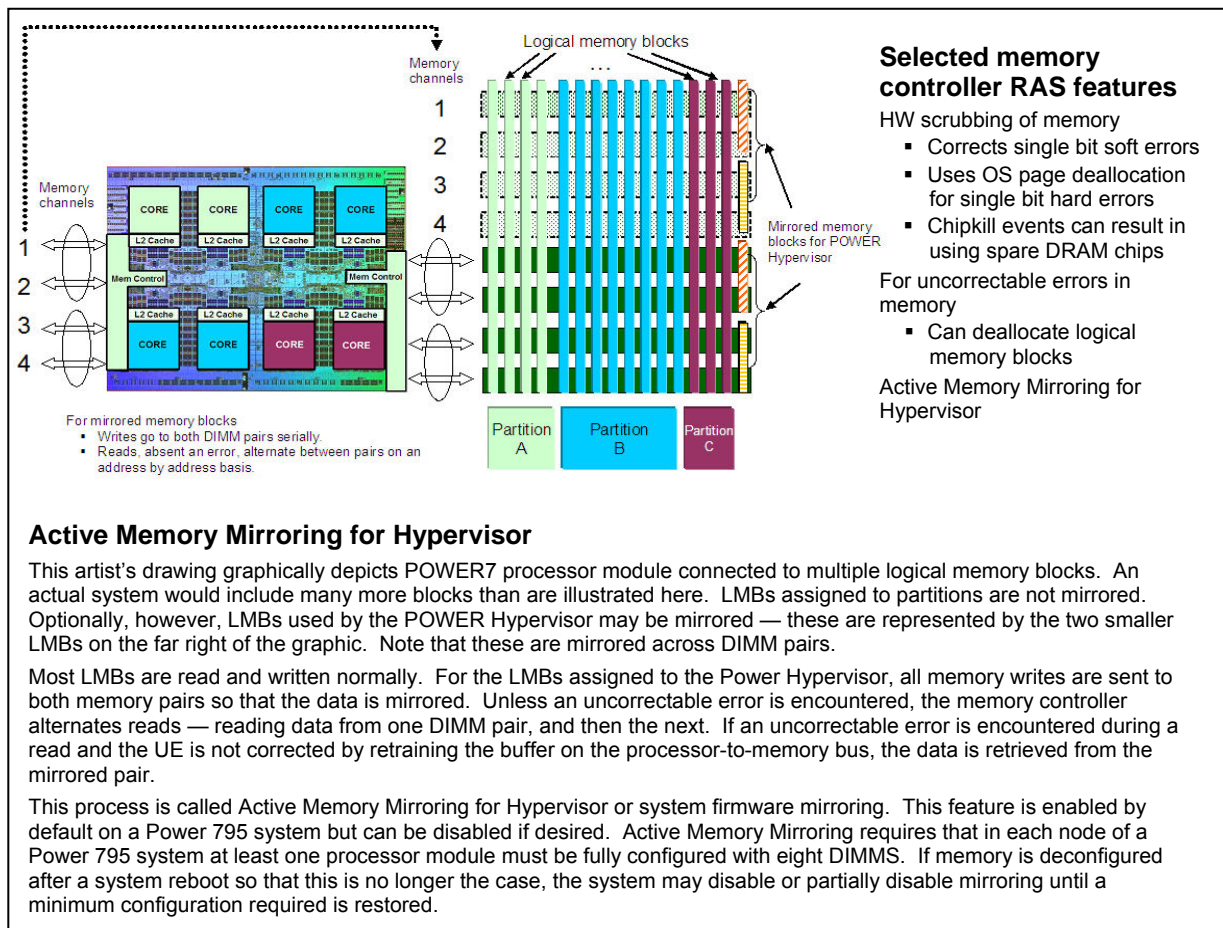 Logical memory blocks
...
Memory
channels
1
2
3
4
Mirrored memory
blocks for POWER
Hypervisor
Memory
channels
1
2
3
4
CORE
CORE
CORE
CORE
L2 Cache
L2 Cache
L2 Cache
L2 Cache
Mem Control
Mem Control
L2 Cache
L2 Cache
L2 Cache
L2 Cache
CORE
CORE
CORE
CORE
Partition
A
Partition
B
Partition
C
For mirrored memory blocks
▪ Writes go to both DIMM pairs serially.
▪ Reads, absent an error, alternate between pairs on an
address by address basis.
Selected memory
controller RAS features
HW scrubbing of memory
▪ Corrects single bit soft errors
▪ Uses OS page deallocation
for single bit hard errors
▪ Chipkill events can result in
using spare DRAM chips
For uncorrectable errors in
memory
▪ Can deallocate logical
memory blocks
Active Memory Mirroring for
Hypervisor
Active Memory Mirroring for Hypervisor
This artist's drawing graphically depicts POWER7 processor module connected to multiple logical memory blocks. An
actual system would include many more blocks than are illustrated here. LMBs assigned to partitions are not mirrored.
Optionally, however, LMBs used by the POWER Hypervisor may be mirrored — these are represented by the two smaller
LMBs on the far right of the graphic. Note that these are mirrored across DIMM pairs.
Most LMBs are read and written normally. For the LMBs assigned to the Power Hypervisor, all memory writes are sent to
both memory pairs so that the data is mirrored. Unless an uncorrectable error is encountered, the memory controller
alternates reads — reading data from one DIMM pair, and then the next. If an uncorrectable error is encountered during a
read and the UE is not corrected by retraining the buffer on the processor-to-memory bus, the data is retrieved from the
mirrored pair.
This process is called Active Memory Mirroring for Hypervisor or system firmware mirroring. This feature is enabled by
default on a Power 795 system but can be disabled if desired. Active Memory Mirroring requires that in each node of a
Power 795 system at least one processor module must be fully configured with eight DIMMS. If memory is deconfigured
after a system reboot so that this is no longer the case, the system may disable or partially disable mirroring until a
minimum configuration required is restored.